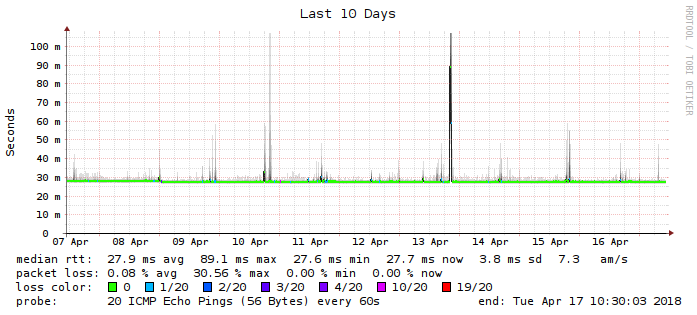 Last 10 Days
RRDTOOL / TOBI OETIKER
Seconds
100 m
90 m
80 m
70 m
60 m
50 m
40 m
30 m
20 m
10 m
0
07 Apr 08 Apr 09 Apr 10 Apr 11 Apr 12 Apr 13 Apr 14 Apr 15 Apr 16 Apr
median rtt: 27.9 ms avg 89.1 ms max 27.6 ms min 27.7 ms now 3.8 ms sd 7.3 am/s
packet loss: 0.08 % avg 30.56 % max 0.00 % min 0.00 % now
loss color: 0 1/20 2/20 3/20 4/20 10/20 19/20
probe: 20 ICMP Echo Pings (56 Bytes) every 60s end: Tue Apr 17 10:30:03 2018